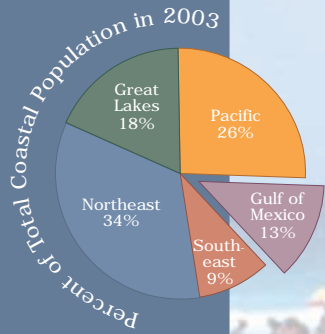 Percent of Total Coastal Population in 2003
Great
Lakes
18%
Pacific
26%
Northeast
34%
Gulf of
Mexico
13%
South-
east
9%